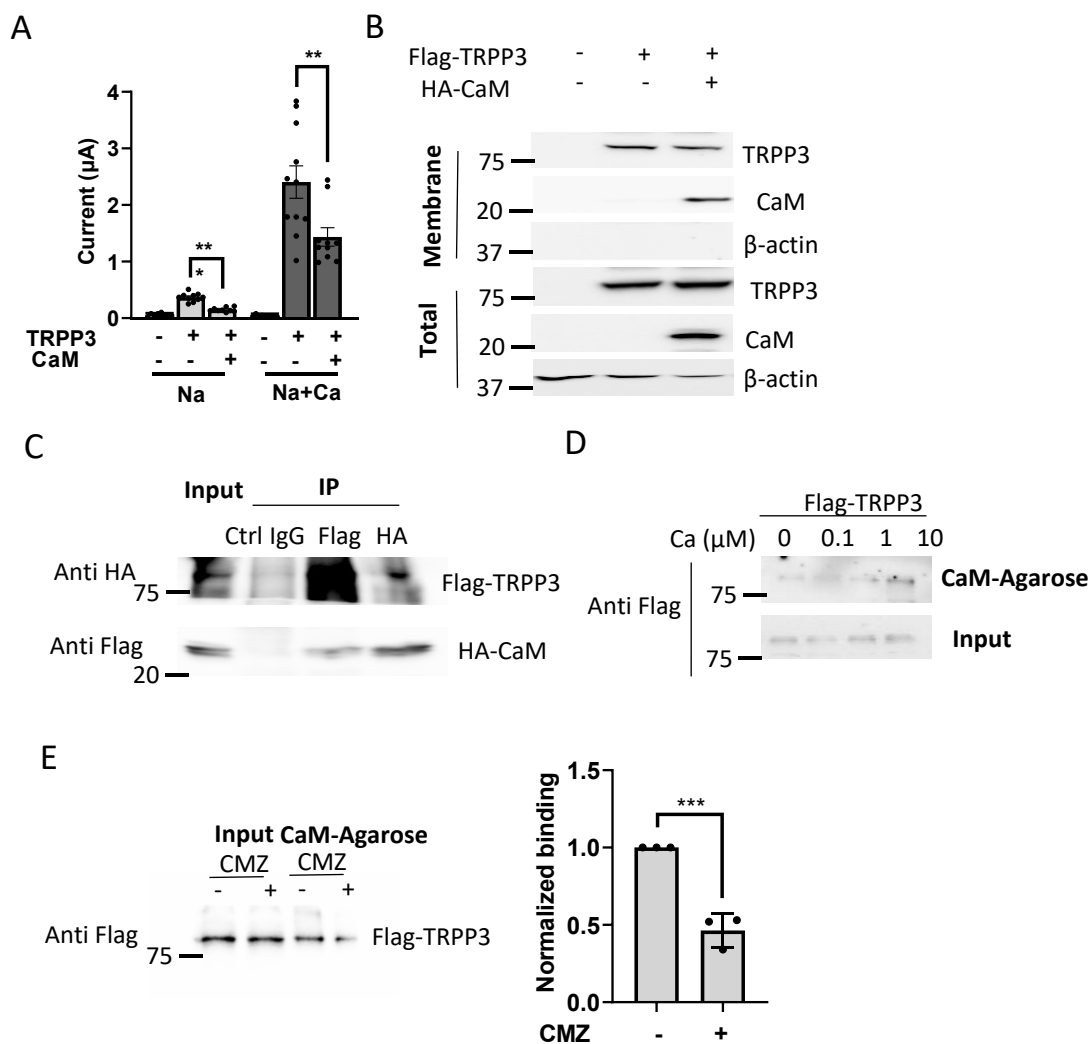 A
Current (µA)
4
3
2
1
0
**
*
**
TRPP3 - + + - + +
CaM - - + - - +
Na Na+Ca
B
Flag-TRPP3 - + +
HA-CaM - - +
Membrane
75 TRPP3
20 CaM
37 β-actin
Total
75 TRPP3
20 CaM
37 β-actin
C
Input IP
Ctrl IgG Flag HA
Anti HA 75 Flag-TRPP3
Anti Flag 20 HA-CaM
D
Flag-TRPP3
Ca (µM) 0 0.1 1 10
Anti Flag
75 CaM-Agarose
75 Input
E
Input CaM-Agarose
CMZ CMZ
- + - +
Anti Flag 75 Flag-TRPP3
Normalized binding
1.5
1.0
0.5
0.0
***
CMZ - +